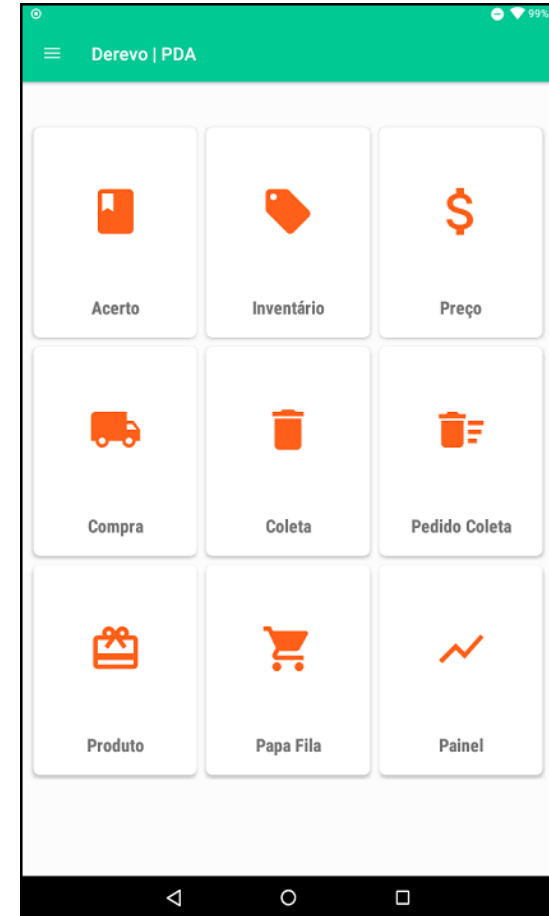 99%
Derevo | PDA
Acerto
Inventário
Preço
Compra
Coleta
Pedido Coleta
Produto
Papa Fila
Painel